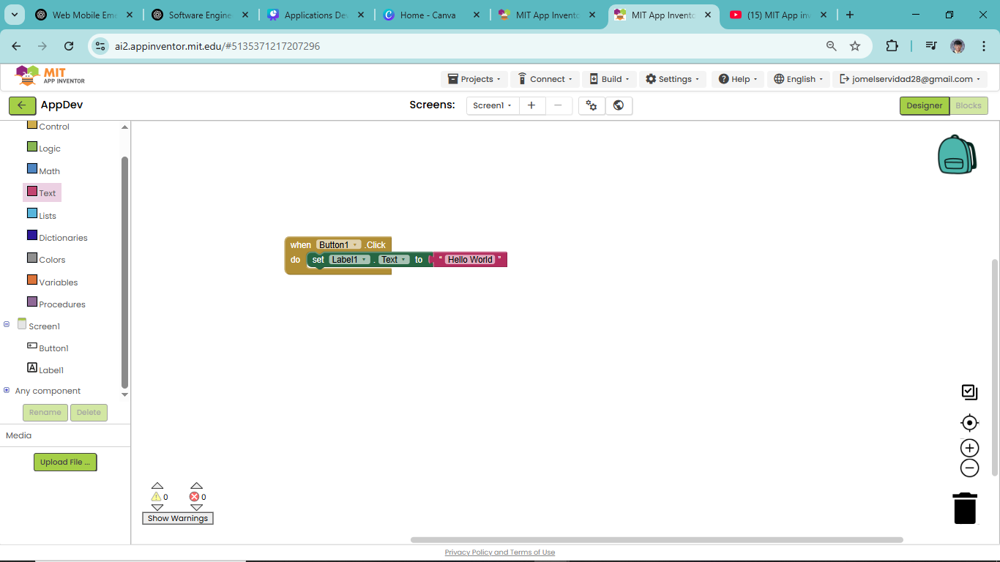 Web Mobile Eme
Software Engine
Applications De
Home - Canva
MIT App Invento
MIT App Invento
(15) MIT App in
ai2.appinventor.mit.edu/#5135371217207296
MIT
APP INVENTOR
Projects
Connect
Build
Settings
Help
English
jomelservidad28@gmail.com
AppDev
Screens:
Screen1
Designer
Blocks
Control
Logic
Math
Text
Lists
Dictionaries
Colors
Variables
Procedures
Screen1
Button1
Label1
Any component
Rename
Delete
Media
Upload File ...
when Button1 .Click
do set Label1 . Text to “ Hello World ”
0
0
Show Warnings
Privacy Policy and Terms of Use